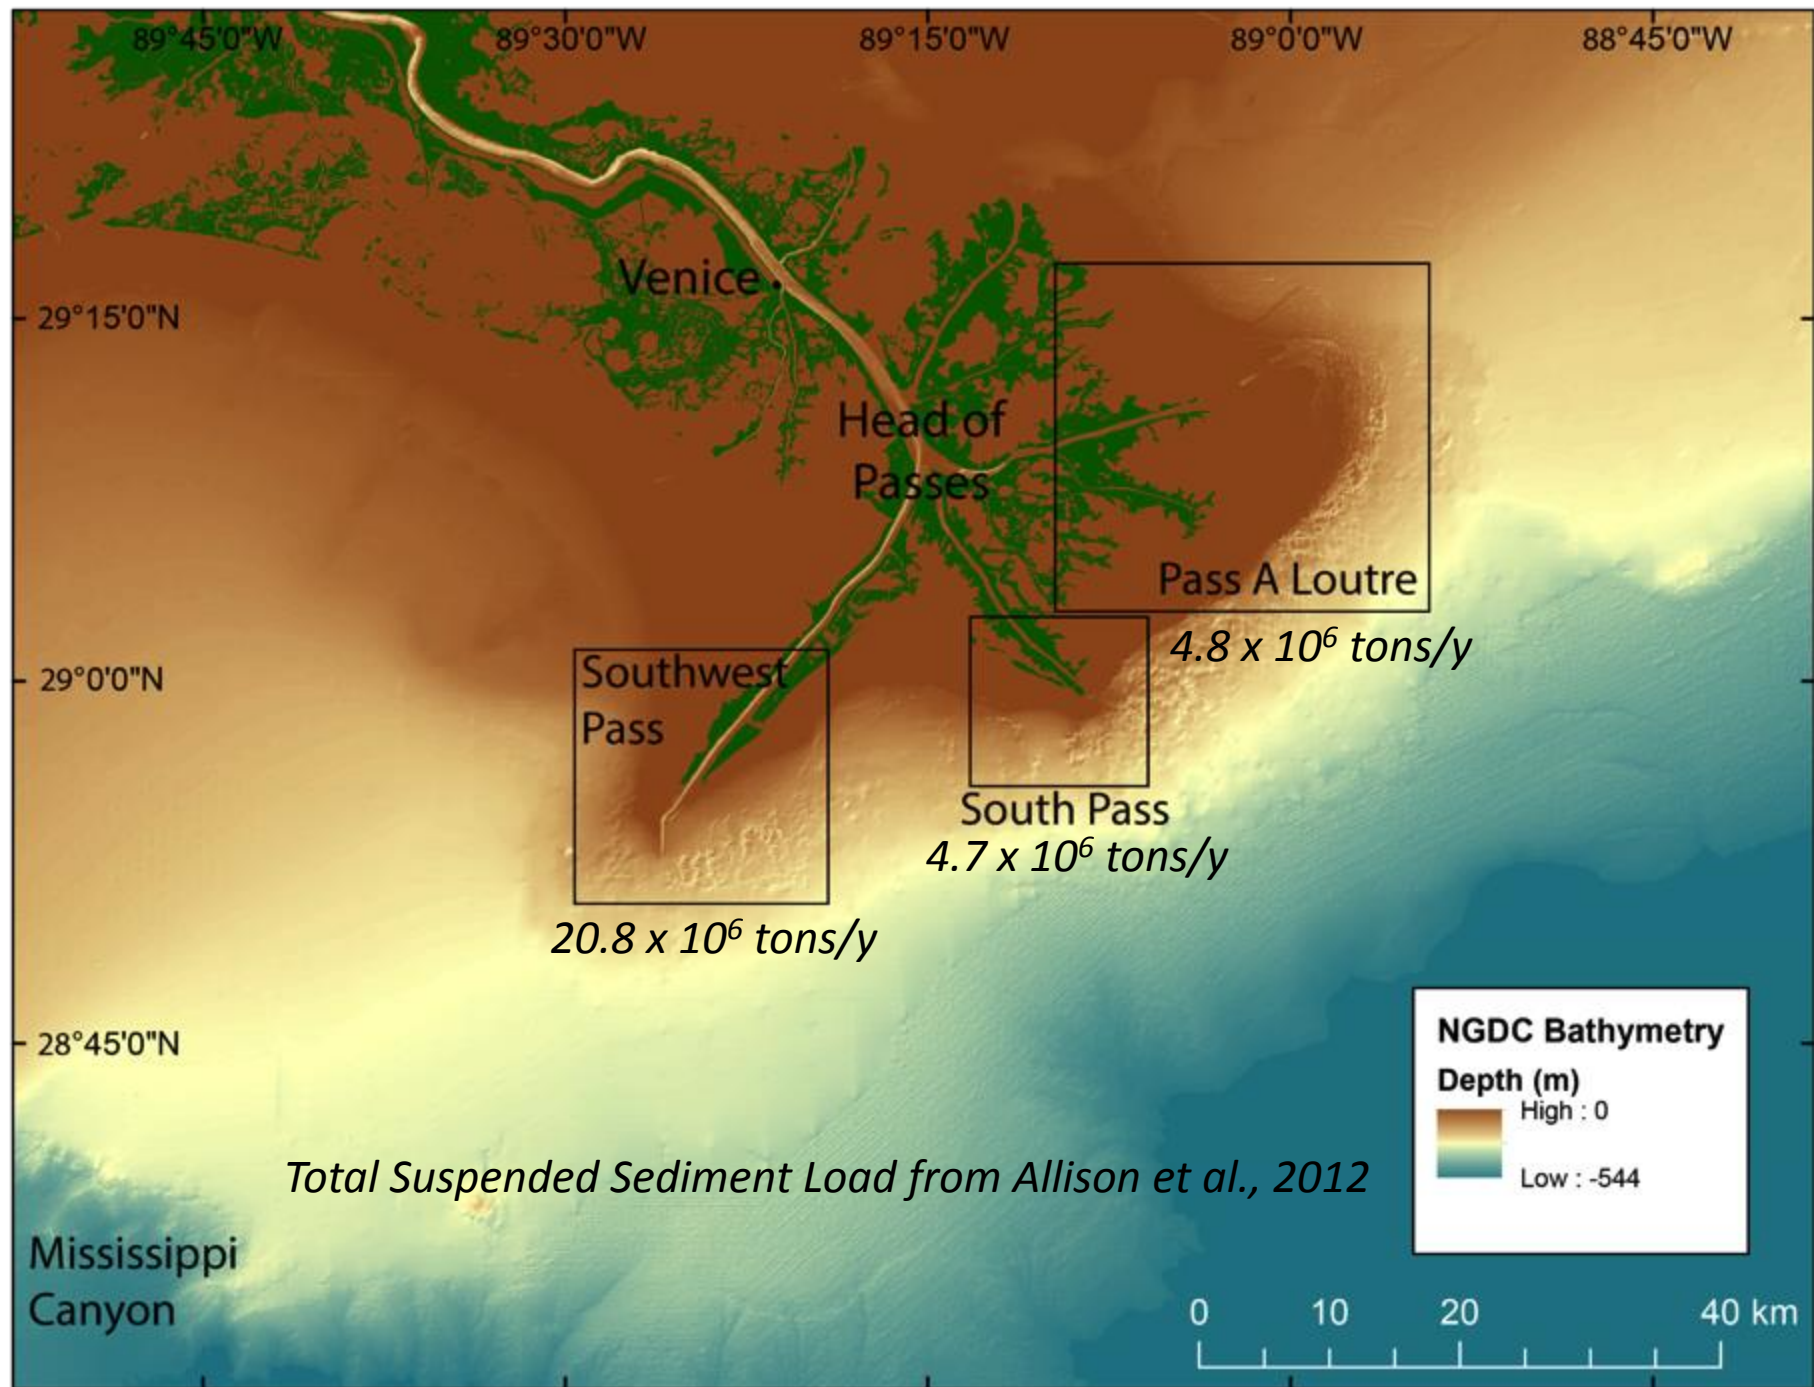 89°45'0"W
89°30'0"W
89°15'0"W
89°0'0"W
88°45'0"W
Venice
29°15'0"N
Head of
Passes
Pass A Loutre
4.8 x 10⁶ tons/y
29°0'0"N
Southwest
Pass
South Pass
4.7 x 10⁶ tons/y
20.8 x 10⁶ tons/y
28°45'0"N
NGDC Bathymetry
Depth (m)
High : 0
Low : -544
Total Suspended Sediment Load from Allison et al., 2012
Mississippi
Canyon
0 10 20 40 km